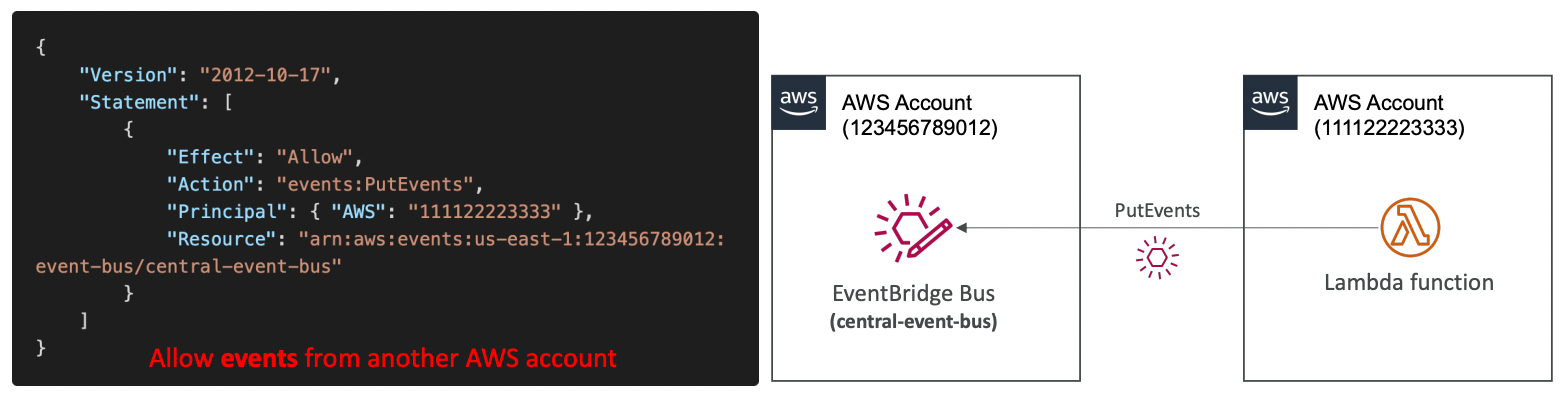 {
"Version": "2012-10-17",
"Statement": [
{
"Effect": "Allow",
"Action": "events:PutEvents",
"Principal": { "AWS": "111122223333" },
"Resource": "arn:aws:events:us-east-1:123456789012:
event-bus/central-event-bus"
}
]
}
Allow events from another AWS account
aws
AWS Account
(123456789012)
EventBridge Bus
(central-event-bus)
PutEvents
aws
AWS Account
(111122223333)
Lambda function